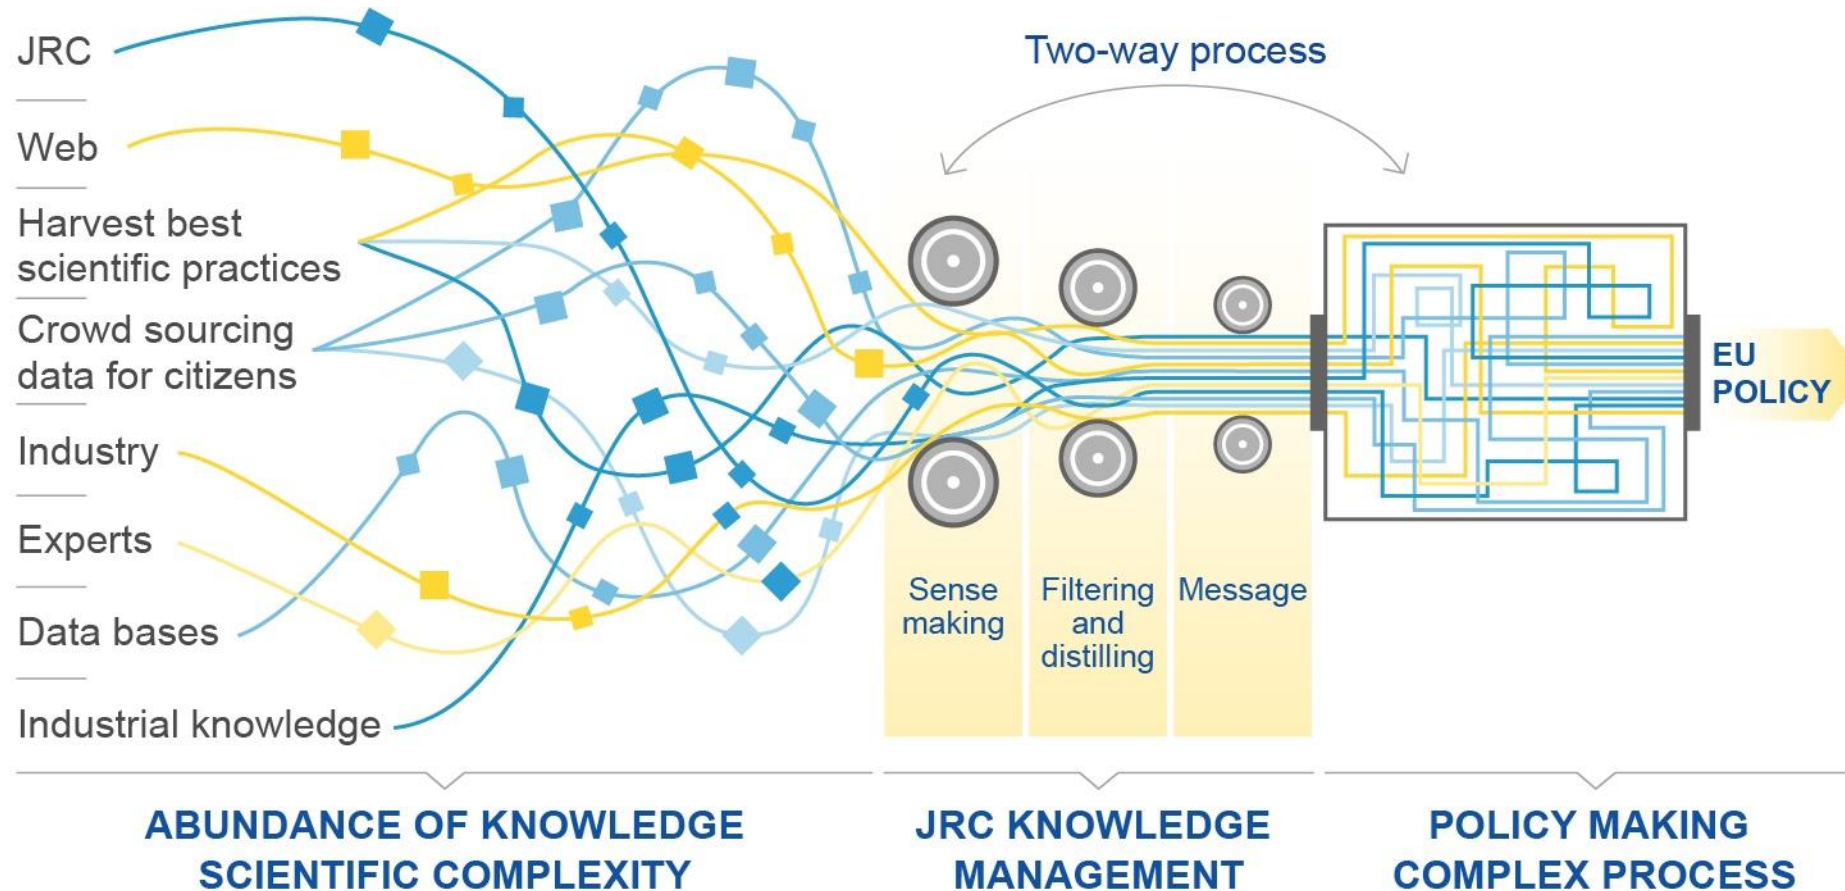 JRC
Web
Harvest best
scientific practices
Crowd sourcing
data for citizens
Industry
Experts
Data bases
Industrial knowledge
Two-way process
Sense
making
Filtering
and
distilling
Message
EU
POLICY
ABUNDANCE OF KNOWLEDGE
SCIENTIFIC COMPLEXITY
JRC KNOWLEDGE
MANAGEMENT
POLICY MAKING
COMPLEX PROCESS